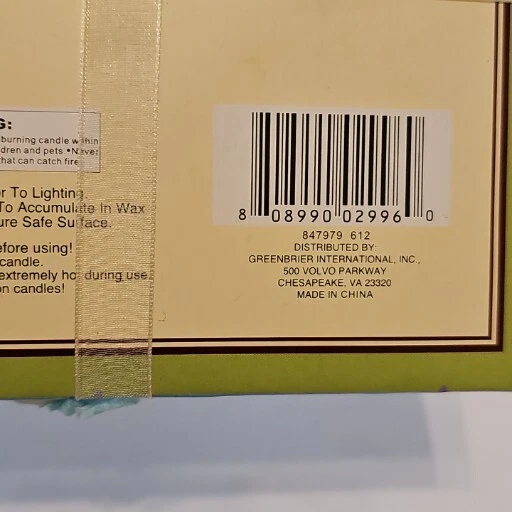 G:
burning candle within
dren and pets.•Never
that can catch fire.
r To Lighting.
To Accumulate In Wax
ure Safe Surface.
efore using!
candle.
extremely hot during use.
on candles!
8 08990 02996 0
847979 612
DISTRIBUTED BY:
GREENBRIER INTERNATIONAL, INC.,
500 VOLVO PARKWAY
CHESAPEAKE, VA 23320
MADE IN CHINA